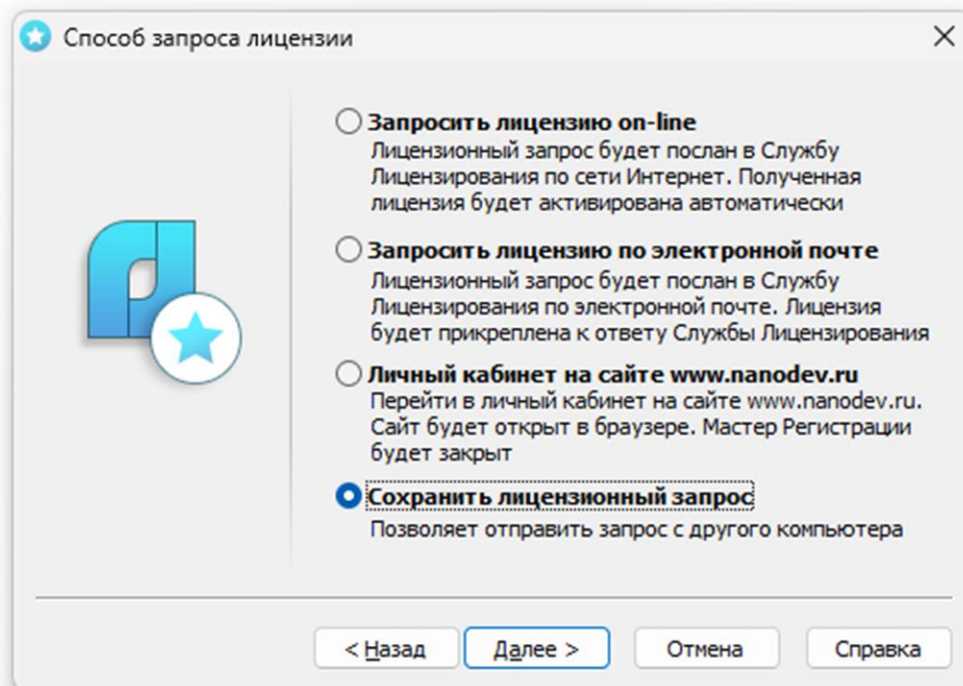 Способ запроса лицензии
Запросить лицензию on-line
Лицензионный запрос будет послан в Службу
Лицензирования по сети Интернет. Полученная
лицензия будет активирована автоматически
Запросить лицензию по электронной почте
Лицензионный запрос будет послан в Службу
Лицензирования по электронной почте. Лицензия
будет прикреплена к ответу Службы Лицензирования
Личный кабинет на сайте www.nanodev.ru
Перейти в личный кабинет на сайте www.nanodev.ru.
Сайт будет открыт в браузере. Мастер Регистрации
будет закрыт
Сохранить лицензионный запрос
Позволяет отправить запрос с другого компьютера
< Назад
Далее >
Отмена
Справка